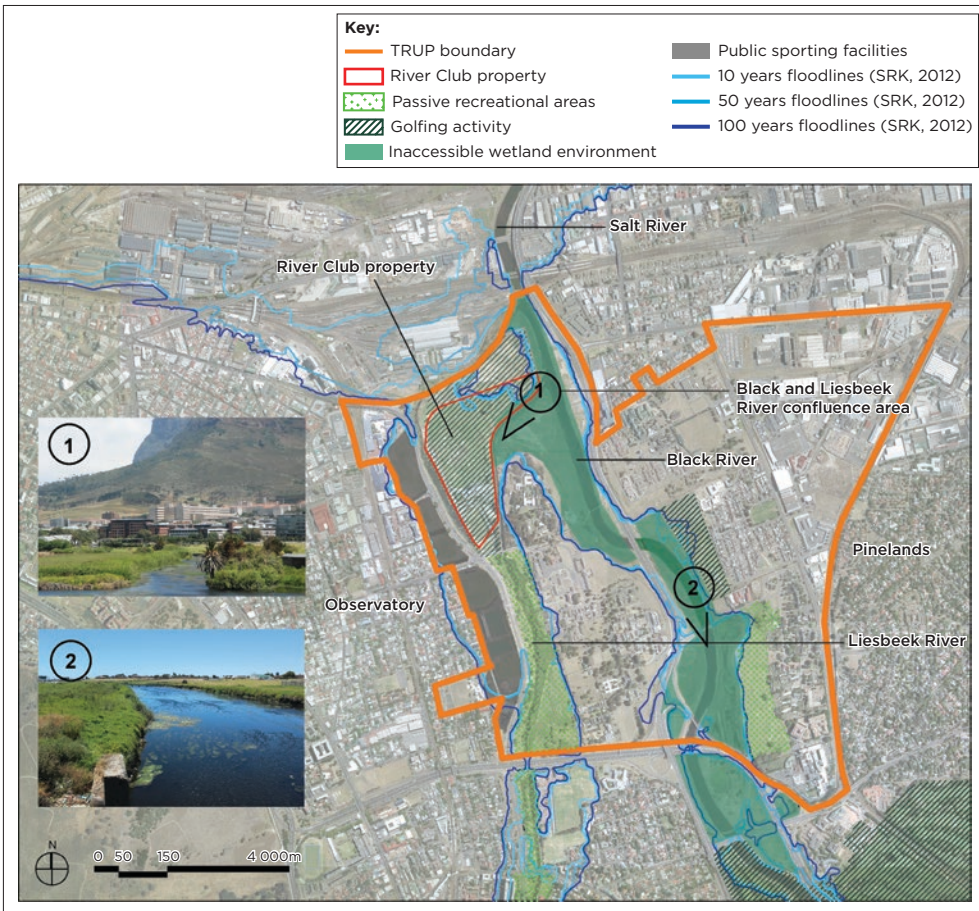 Key:
TRUP boundary
River Club property
Passive recreational areas
Golfing activity
Inaccessible wetland environment
Public sporting facilities
10 years floodlines (SRK, 2012)
50 years floodlines (SRK, 2012)
100 years floodlines (SRK, 2012)
Salt River
River Club property
1
Black and Liesbeek
River confluence area
Black River
1
Pinelands
2
Observatory
Liesbeek River
2
N
0 50 150 4 000m